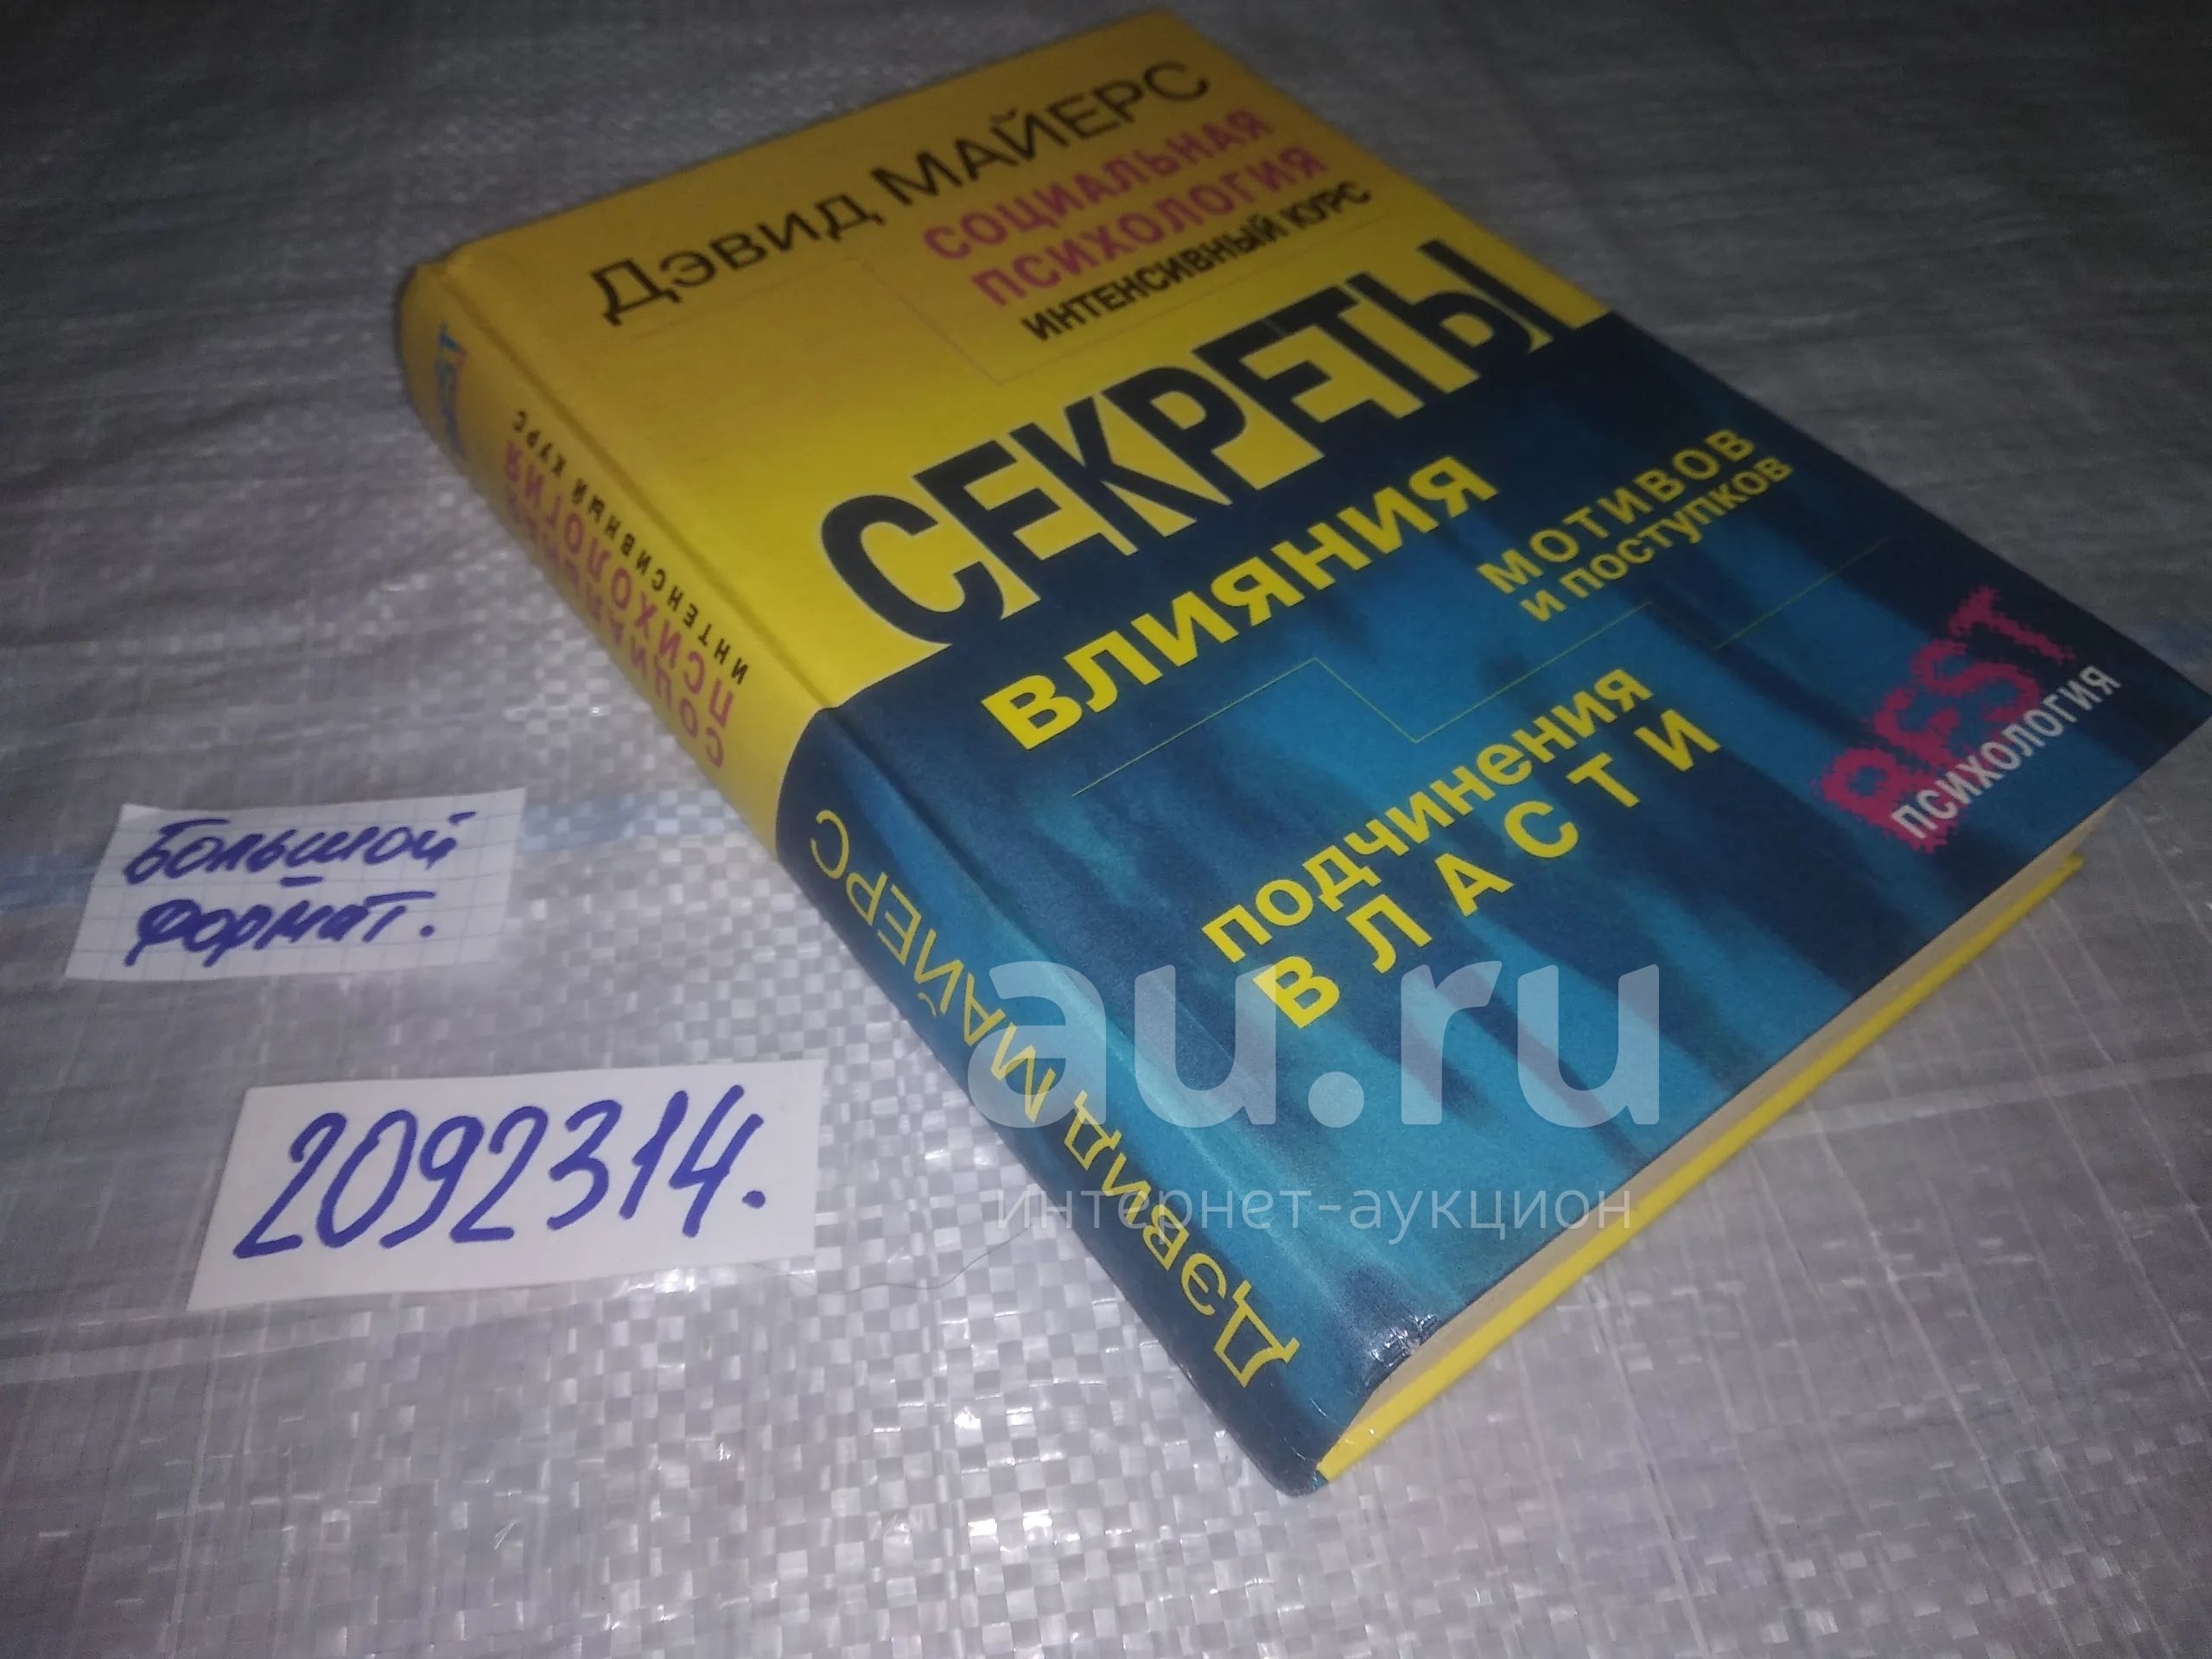 Дэвид МАЙЕРС
СОЦИАЛЬНАЯ
ПСИХОЛОГИЯ
ИНТЕНСИВНЫЙ КУРС
СЕКРЕТЫ
ВЛИЯНИЯ
МОТИВОВ
И ПОСТУПКОВ
ПОДЧИНЕНИЯ
ВЛАСТИ
BEST
ПСИХОЛОГИЯ
СОЦИАЛЬНАЯ
ПСИХОЛОГИЯ
ИНТЕНСИВНЫЙ КУРС
Дэвид МАЙЕРС
Большой
формат.
2092314.
au.ru
интернет-аукцион